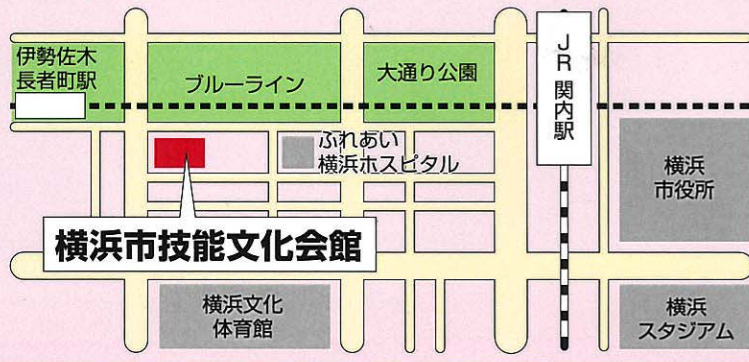 伊勢佐木
長者町駅
ブルーライン
大通り公園
JR関内駅
ふれあい
横浜ホスピタル
横浜
市役所
横浜市技能文化会館
横浜文化
体育館
横浜
スタジアム